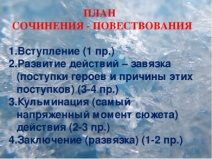 ПЛАН
СОЧИНЕНИЯ - ПОВЕСТВОВАНИЯ
1.Вступление (1 пр.)
2.Развитие действий – завязка
(поступки героев и причины этих
поступков) (3-4 пр.)
3.Кульминация (самый
напряженный момент сюжета)
действия (2-3 пр.)
4.Заключение (развязка) (1-2 пр.)